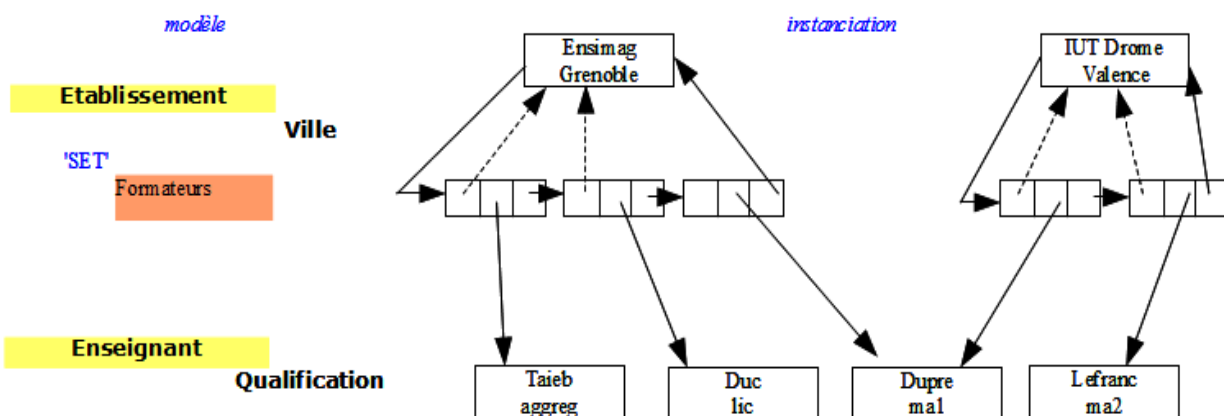 modèle
instanciation
Ensimag
Grenoble
IUT Drome
Valence
Etablissement
Ville
'SET'
Formateurs
Enseignant
Qualification
Taieb
aggreg
Duc
lic
Dupre
ma1
Lefranc
ma2